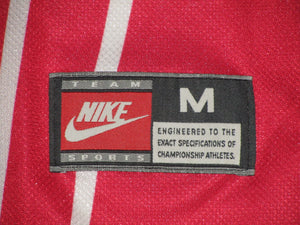 TEAM
NIKE
SPORTS
M
ENGINEERED TO THE
EXACT SPECIFICATIONS OF
CHAMPIONSHIP ATHLETES.